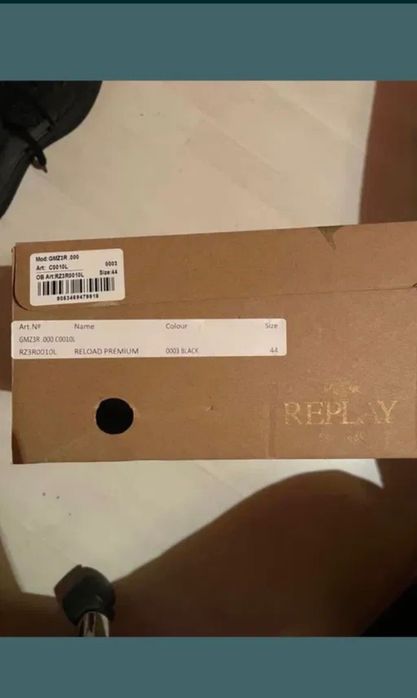 Mod:GMZ3R .000
Art: C0010L 0003
OB Art:RZ3R0010L Size:44
Art.Nº Name Colour Size
GMZ3R .000.C0010L
RZ3R0010L RELOAD PREMIUM 0003 BLACK 44
REPLAY